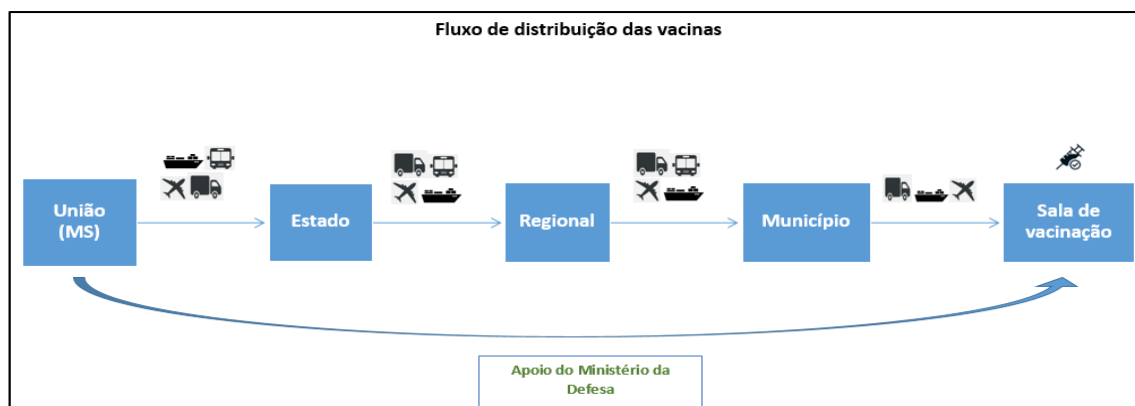 Fluxo de distribuição das vacinas
União
(MS)
Estado
Regional
Município
Sala de
vacinação
Apoio do Ministério da
Defesa